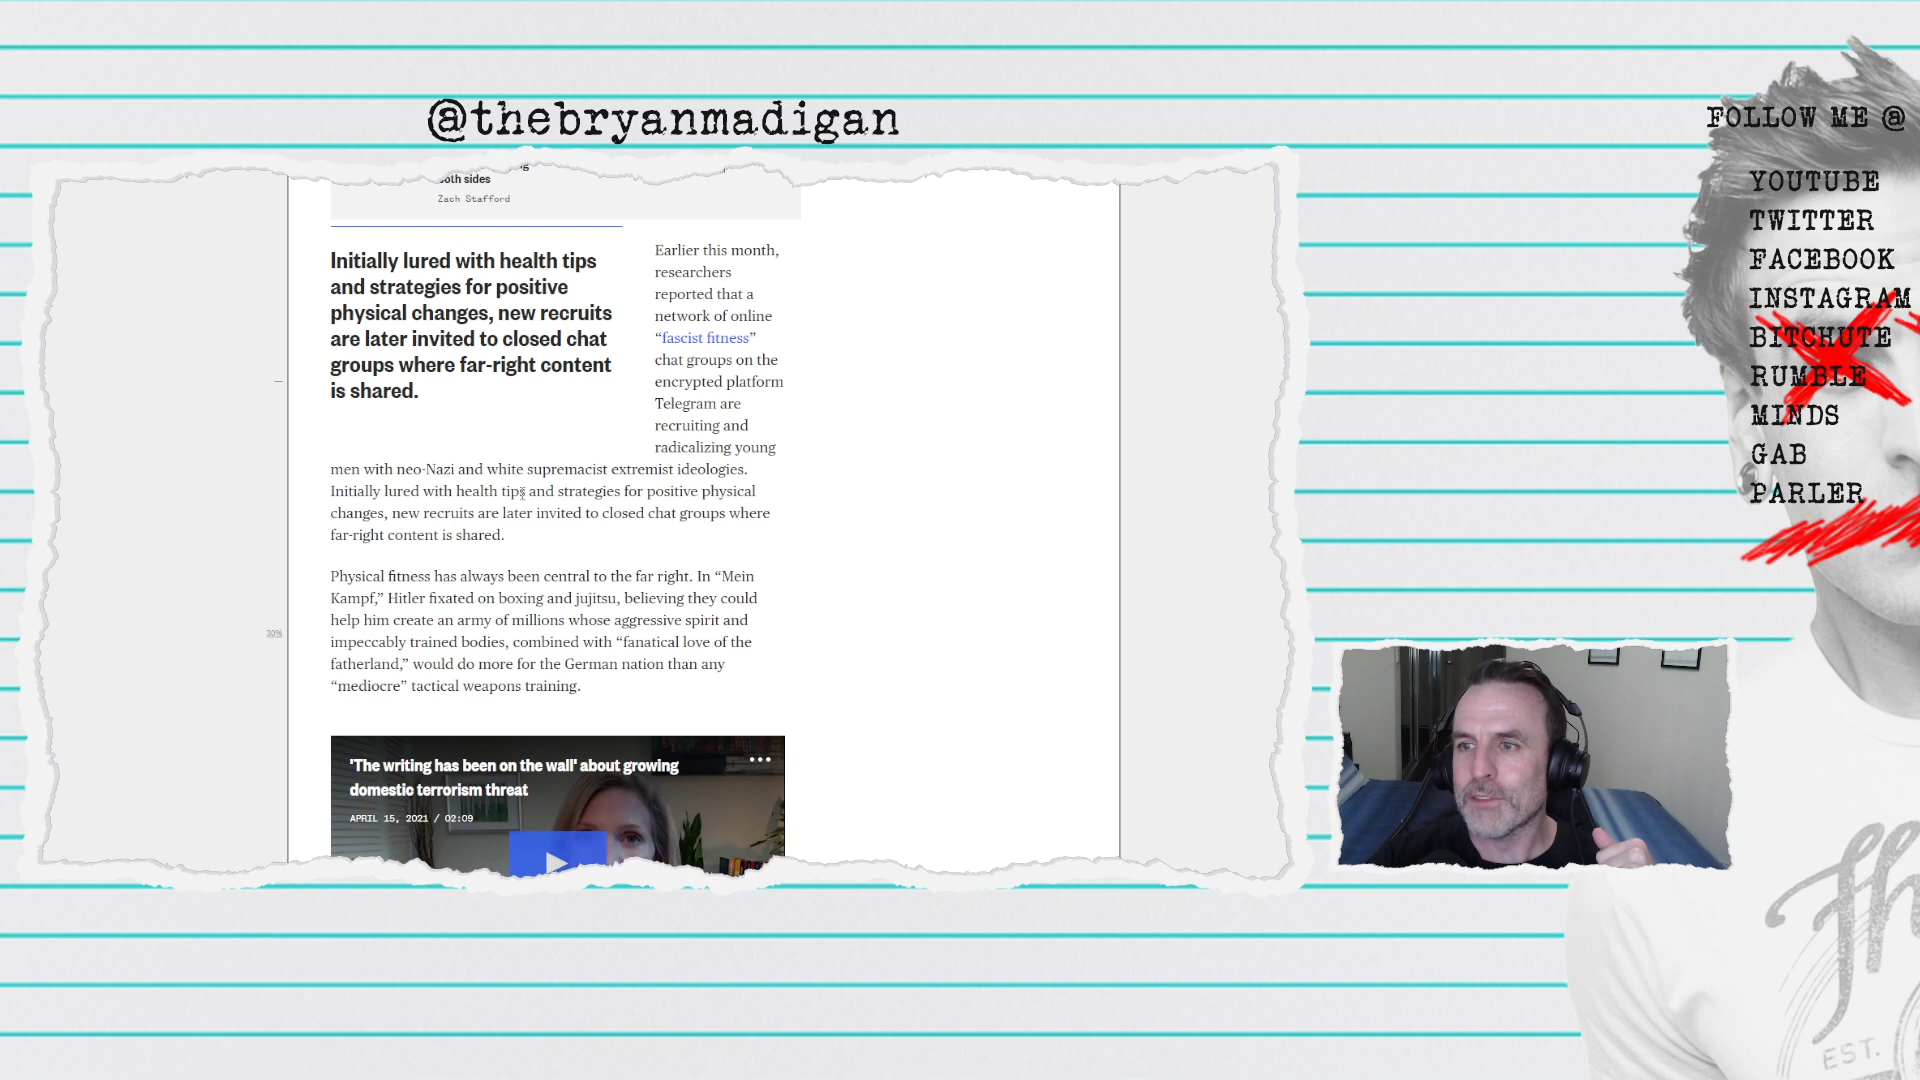 @thebryanmadigan
FOLLOW ME @
YOUTUBE
TWITTER
FACEBOOK
INSTAGRAM
BITCHUTE
RUMBLE
MINDS
GAB
PARLER
both sides
Zach Stafford
Initially lured with health tips
and strategies for positive
physical changes, new recruits
are later invited to closed chat
groups where far-right content
is shared.
Earlier this month,
researchers
reported that a
network of online
“fascist fitness”
chat groups on the
encrypted platform
Telegram are
recruiting and
radicalizing young
men with neo-Nazi and white supremacist extremist ideologies.
Initially lured with health tips and strategies for positive physical
changes, new recruits are later invited to closed chat groups where
far-right content is shared.
30%
Physical fitness has always been central to the far right. In “Mein
Kampf,” Hitler fixated on boxing and jujitsu, believing they could
help him create an army of millions whose aggressive spirit and
impeccably trained bodies, combined with “fanatical love of the
fatherland,” would do more for the German nation than any
“mediocre” tactical weapons training.
'The writing has been on the wall' about growing
domestic terrorism threat
APRIL 15, 2021 / 02:09
Th
EST.